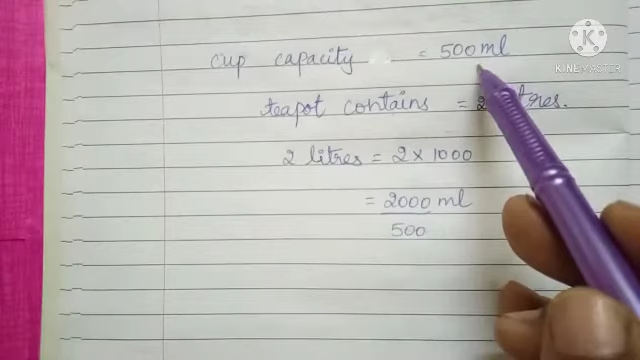 cup capacity = 500ml
KINEMASTER
teapot contains = 2 litres.
2 litres = 2 × 1000
= 2000 ml
500